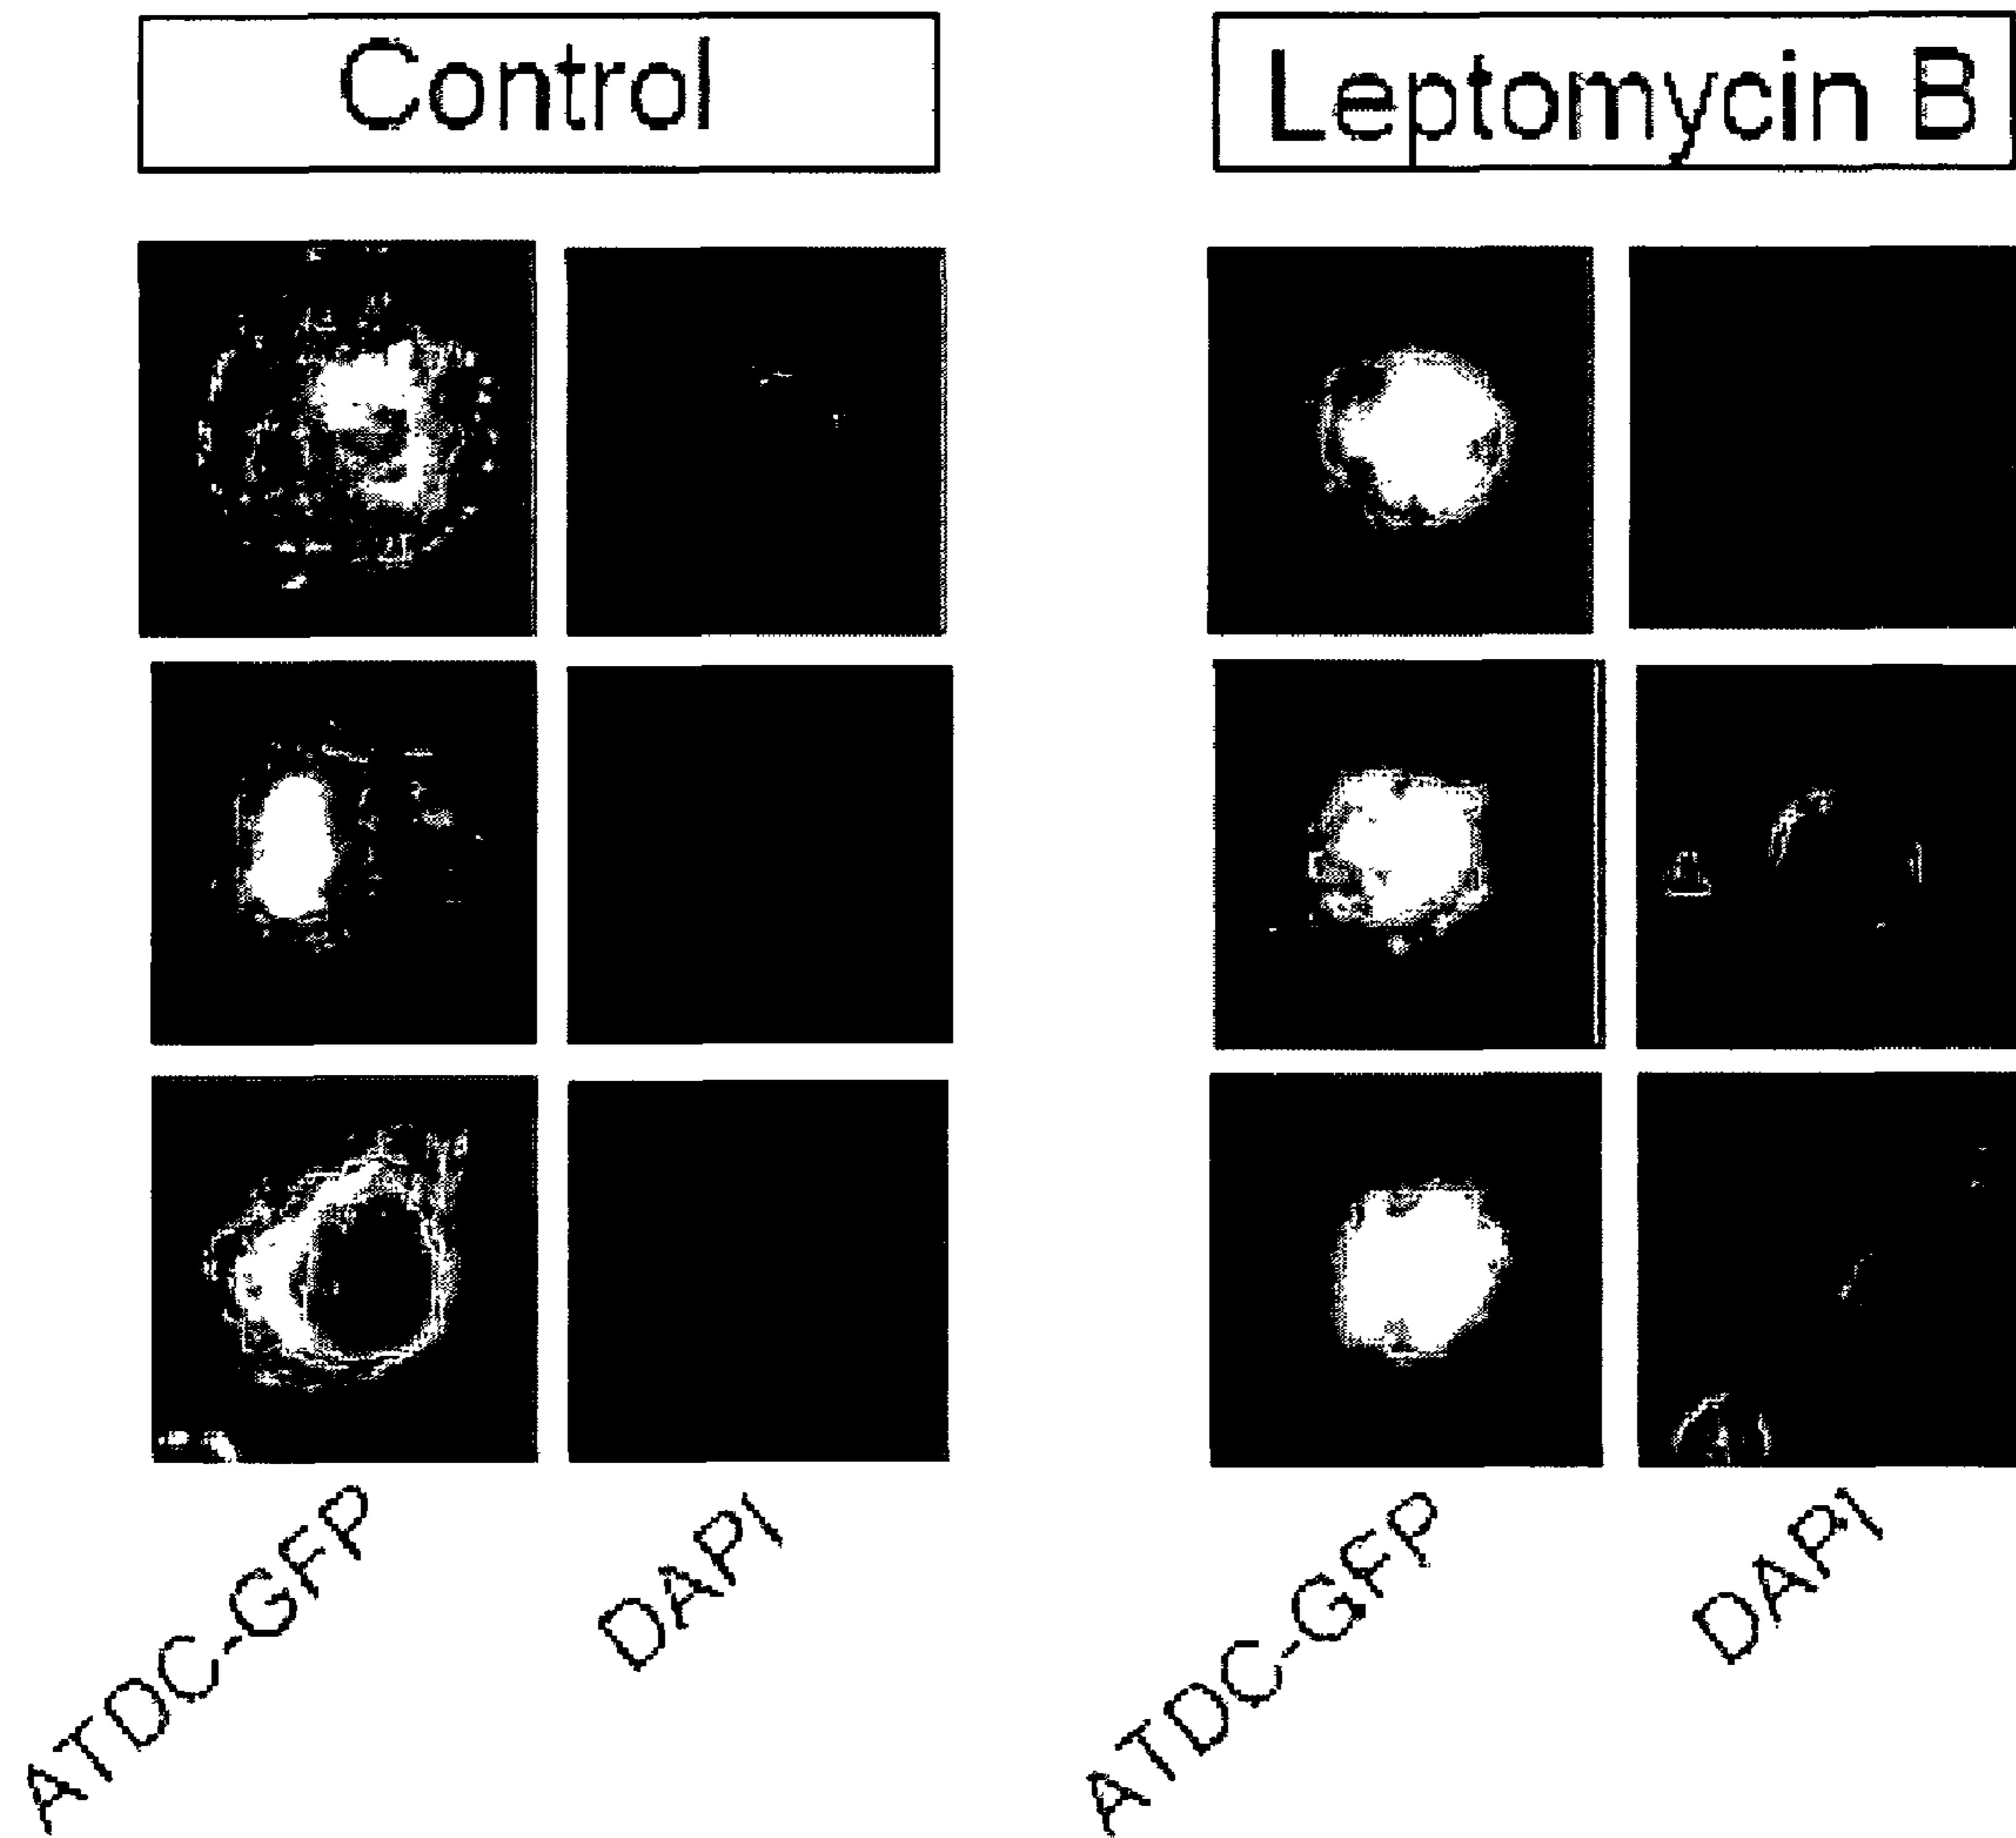 Control
Leptomycin B
ATDC-GFP
DAPI
ATDC-GFP
DAPI